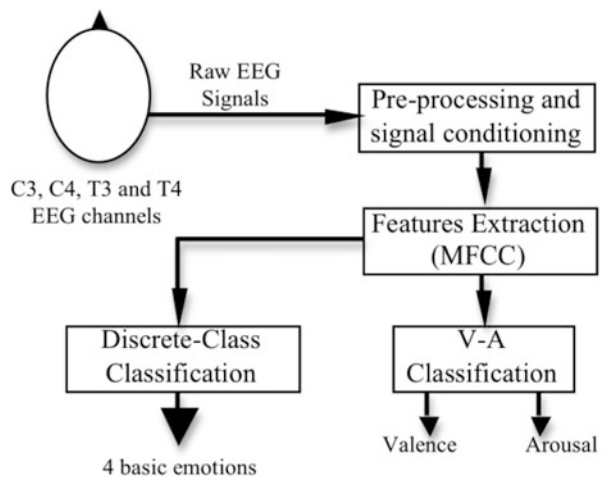 Raw EEG
Signals
Pre-processing and
signal conditioning
C3, C4, T3 and T4
EEG channels
Features Extraction
(MFCC)
Discrete-Class
Classification
V-A
Classification
Valence
Arousal
4 basic emotions